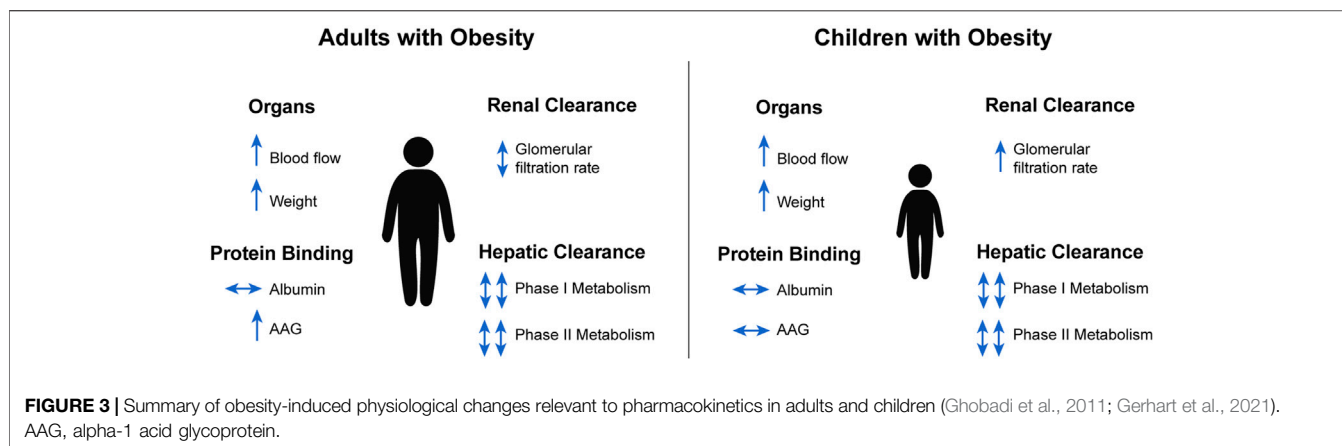 Adults with Obesity
Organs
Blood flow
Weight
Renal Clearance
Glomerular
filtration rate
Protein Binding
Albumin
AAG
Hepatic Clearance
Phase I Metabolism
Phase II Metabolism
Children with Obesity
Organs
Blood flow
Weight
Renal Clearance
Glomerular
filtration rate
Protein Binding
Albumin
AAG
Hepatic Clearance
Phase I Metabolism
Phase II Metabolism
FIGURE 3 | Summary of obesity-induced physiological changes relevant to pharmacokinetics in adults and children (Ghobadi et al., 2011; Gerhart et al., 2021).
AAG, alpha-1 acid glycoprotein.